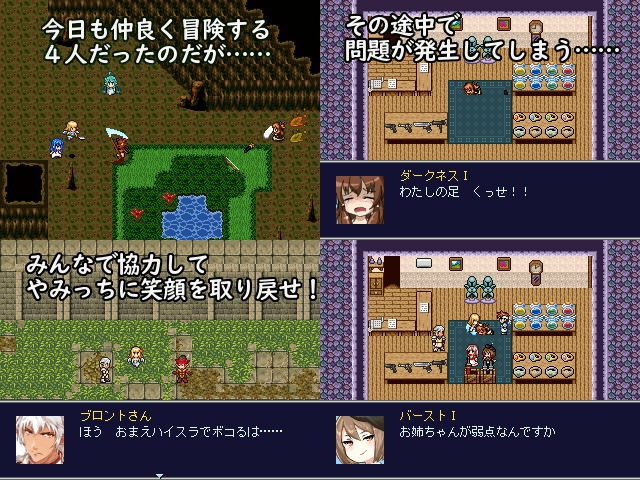 今日も仲良く冒険する
４人だったのだが……
その途中で
問題が発生してしまう……
ダークネスⅠ
わたしの足　くっせ！！
みんなで協力して
やみっちに笑顔を取り戻せ！
ブロントさん
ほう　おまえハイスラでボコるは……
バーストⅠ
お姉ちゃんが弱点なんですか